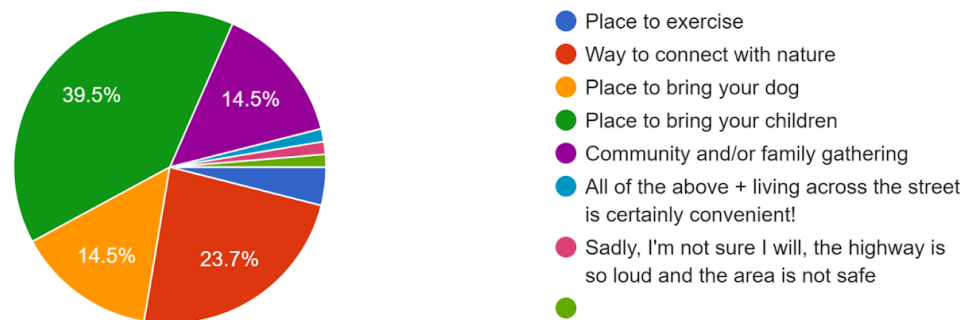 39.5%
14.5%
14.5%
23.7%
Place to exercise
Way to connect with nature
Place to bring your dog
Place to bring your children
Community and/or family gathering
All of the above + living across the street
is certainly convenient!
Sadly, I'm not sure I will, the highway is
so loud and the area is not safe